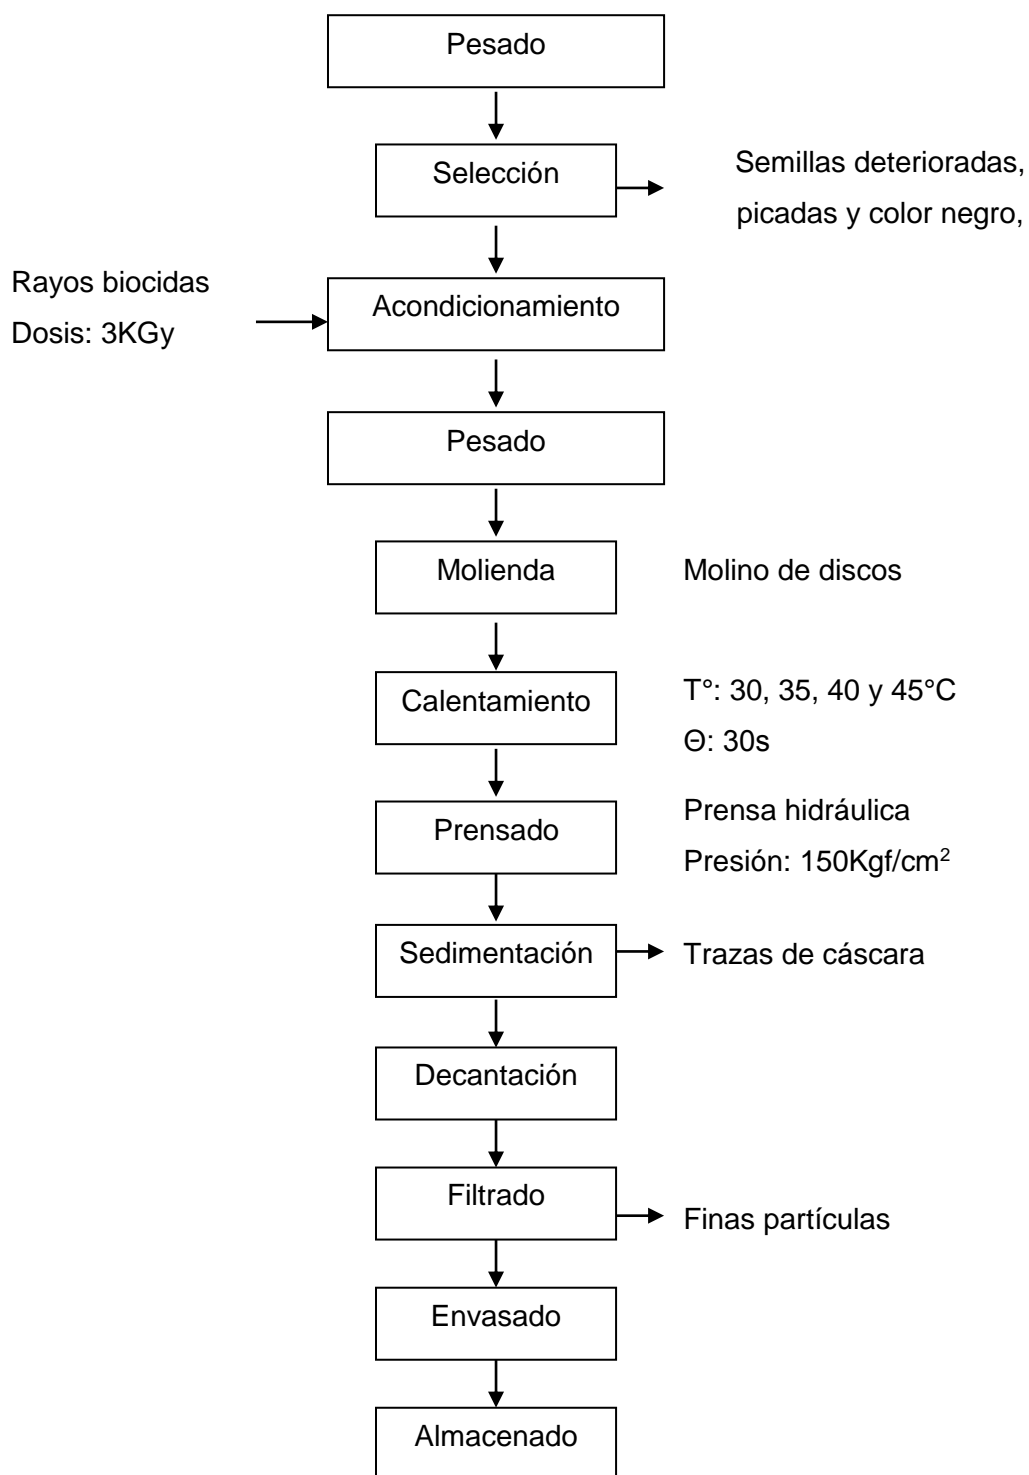 Pesado
Selección
Semillas deterioradas,
picadas y color negro,
Rayos biocidas
Dosis: 3KGy
Acondicionamiento
Pesado
Molienda
Molino de discos
Calentamiento
T°: 30, 35, 40 y 45°C
Θ: 30s
Prensado
Prensa hidráulica
Presión: 150Kgf/cm²
Sedimentación
Trazas de cáscara
Decantación
Filtrado
Finas partículas
Envasado
Almacenado